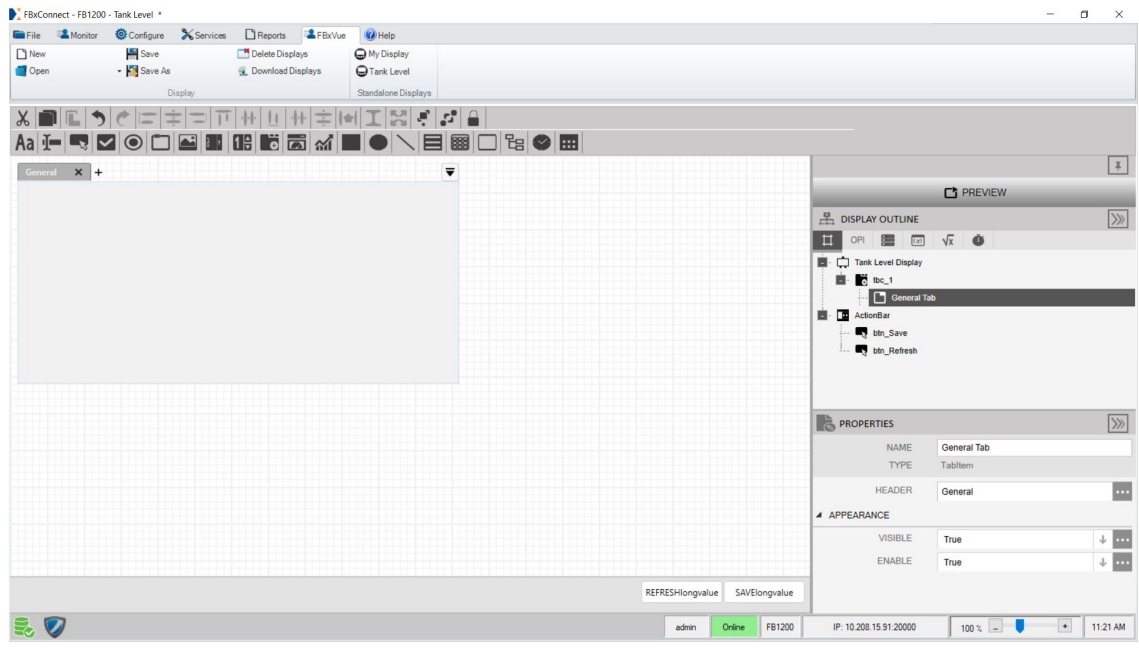 FBxConnect - FB1200 - Tank Level *
File Monitor Configure Services Reports FBxVue Help
New Save Delete Displays My Display
Open Save As Download Displays Tank Level
Display Standalone Displays
Aa
General X +
PREVIEW
DISPLAY OUTLINE
OPI (x) √x
Tank Level Display
tbc_1
General Tab
ActionBar
btn_Save
btn_Refresh
PROPERTIES
NAME General Tab
TYPE TabItem
HEADER General
APPEARANCE
VISIBLE True
ENABLE True
REFRESHlongvalue SAVElongvalue
admin Online FB1200 IP: 10.208.15.91:20000 100 % - + 11:21 AM